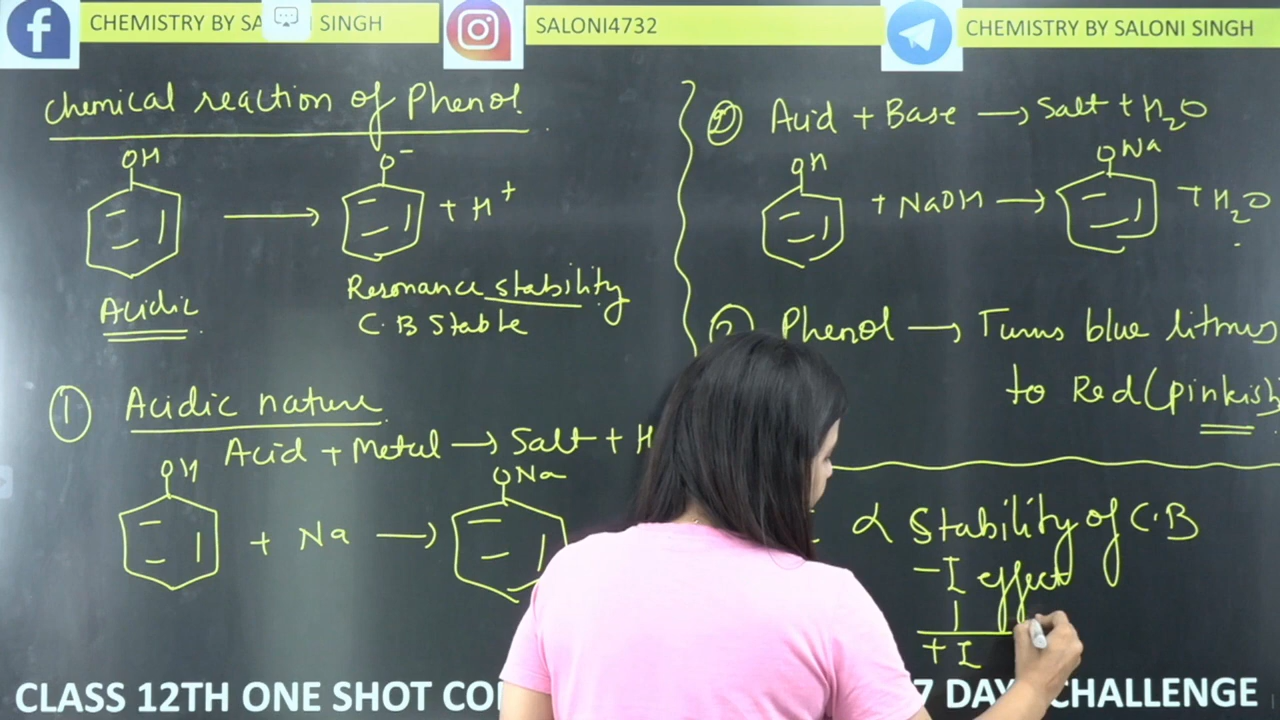 CHEMISTRY BY SA SINGH
SALONI4732
CHEMISTRY BY SALONI SINGH
Chemical reaction of Phenol
OH
O⁻
+ H⁺
Acidic
Resonance stability
C.B Stable
① Acidic nature
Acid + Metal → Salt + H
OH
+ Na →
ONa
② Acid + Base → Salt + H₂O
OH
+ NaOH →
ONa
+ H₂O
Phenol → Turns blue litmus
to Red (pinkish)
α Stability of C.B
-I effect
1
+I
CLASS 12TH ONE SHOT CO
7 DAY CHALLENGE